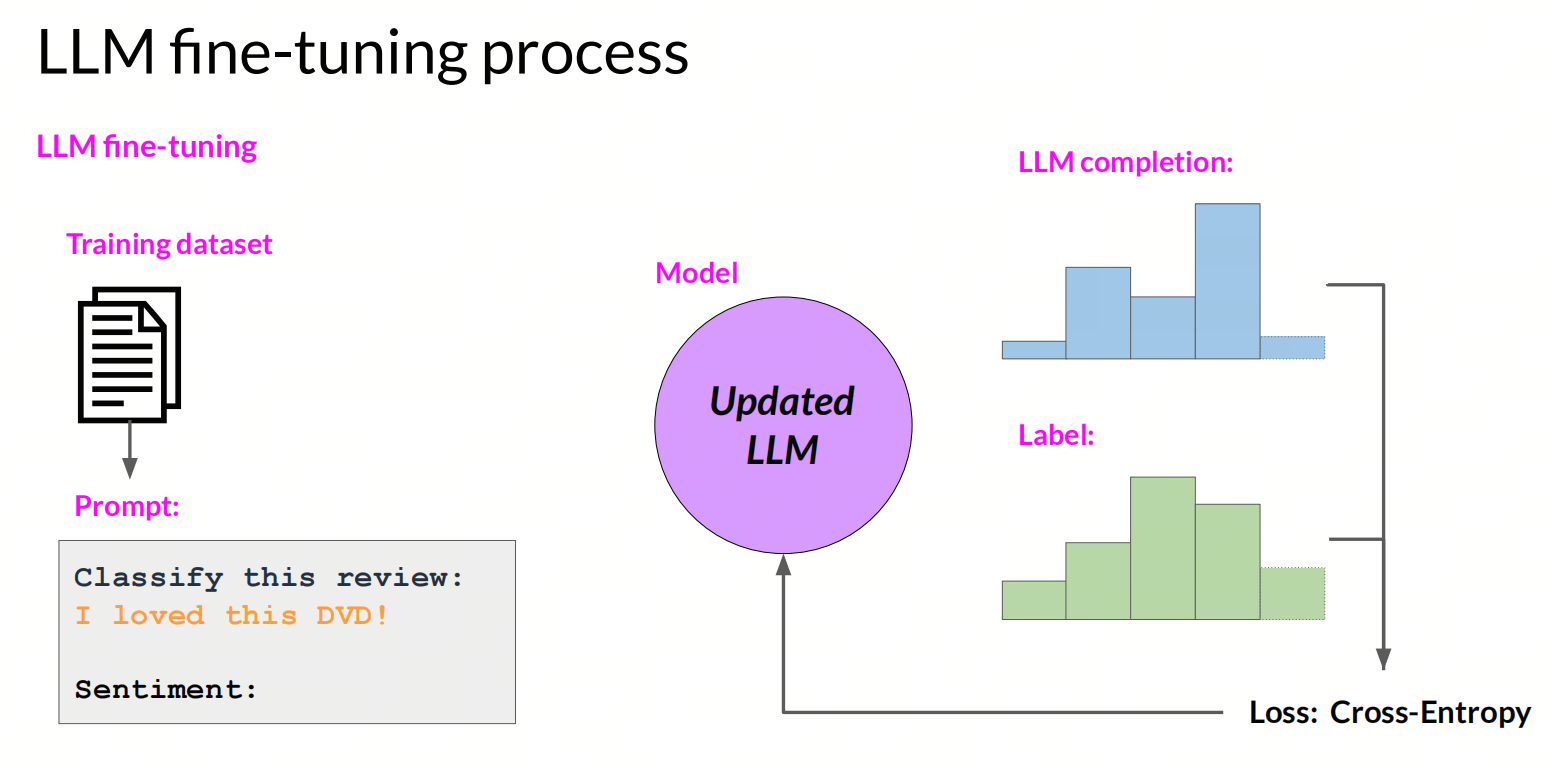 LLM fine-tuning process
LLM fine-tuning
Training dataset
Prompt:
Classify this review:
I loved this DVD!
Sentiment:
Model
Updated
LLM
LLM completion:
Label:
Loss: Cross-Entropy